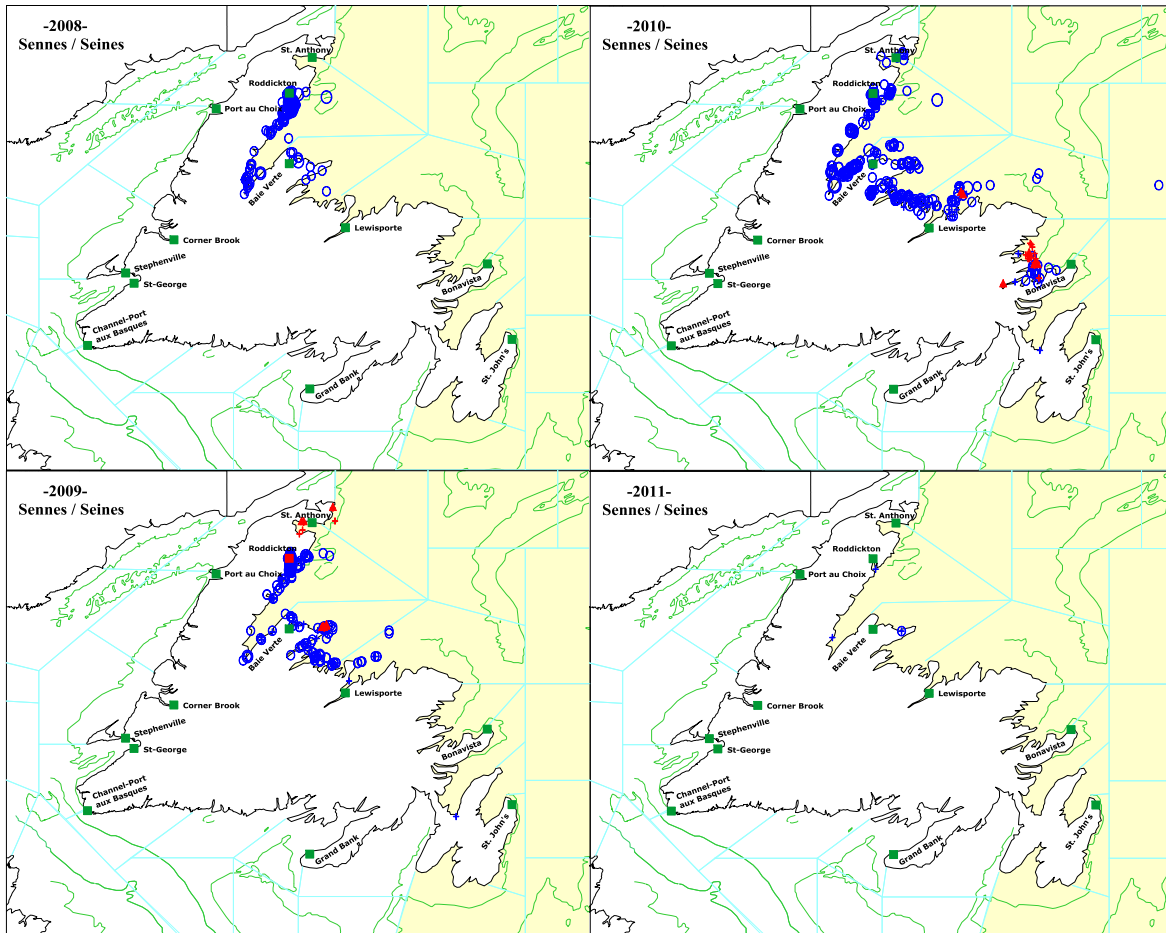 -2008-
Sennes / Seines
St. Anthony
Roddickton
Port au Choix
Baie Verte
Lewisporte
Corner Brook
Stephenville
St-George
Bonavista
Channel-Port
aux Basques
St. John's
Grand Bank
-2010-
Sennes / Seines
St. Anthony
Roddickton
Port au Choix
Baie Verte
Lewisporte
Corner Brook
Stephenville
St-George
Bonavista
Channel-Port
aux Basques
St. John's
Grand Bank
-2009-
Sennes / Seines
St. Anthony
Roddickton
Port au Choix
Baie Verte
Lewisporte
Corner Brook
Stephenville
St-George
Bonavista
Channel-Port
aux Basques
St. John's
Grand Bank
-2011-
Sennes / Seines
St. Anthony
Roddickton
Port au Choix
Baie Verte
Lewisporte
Corner Brook
Stephenville
St-George
Bonavista
Channel-Port
aux Basques
St. John's
Grand Bank